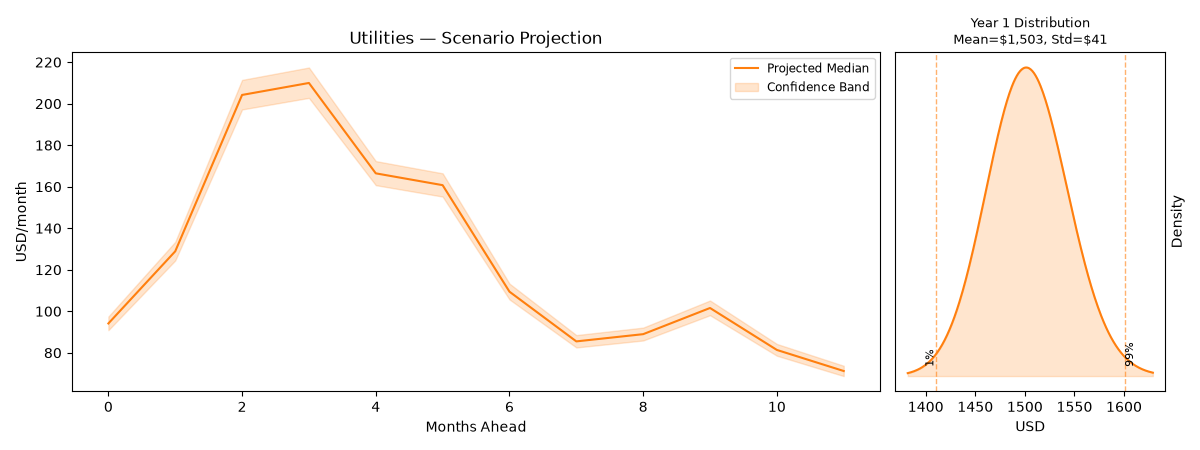 Utilities — Scenario Projection
USD/month
220
200
180
160
140
120
100
80
Projected Median
Confidence Band
0
2
4
6
8
10
Months Ahead
Year 1 Distribution
Mean=$1,503, Std=$41
1%
99%
1400
1450
1500
1550
1600
USD
Density